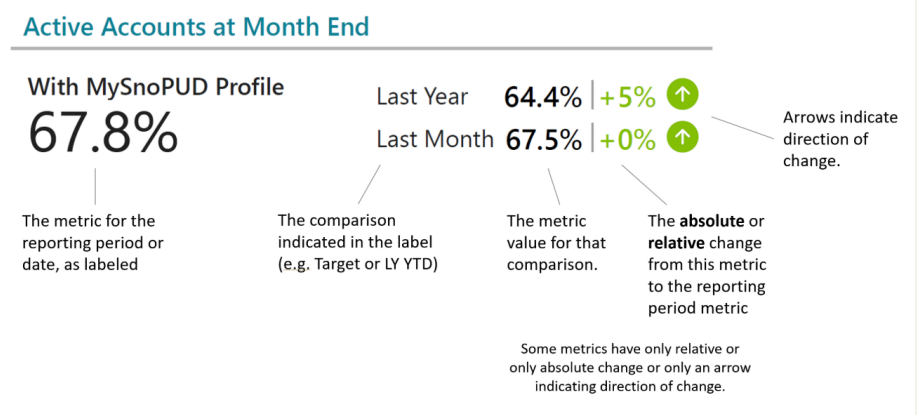 Active Accounts at Month End
With MySnoPUD Profile
67.8%
Last Year 64.4% +5%
Last Month 67.5% +0%
Arrows indicate
direction of
change.
The metric for the
reporting period or
date, as labeled
The comparison
indicated in the label
(e.g. Target or LY YTD)
The metric
value for that
comparison.
The absolute or
relative change
from this metric
to the reporting
period metric
Some metrics have only relative or
only absolute change or only an arrow
indicating direction of change.